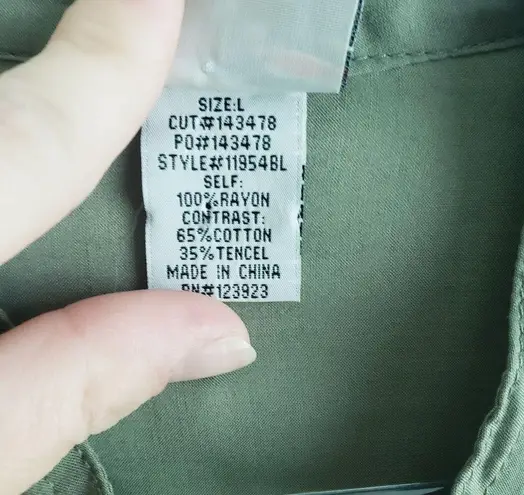 SIZE:L
CUT#143478
PO#143478
STYLE#11954BL
SELF:
100%RAYON
CONTRAST:
65%COTTON
35%TENCEL
MADE IN CHINA
RN#123923